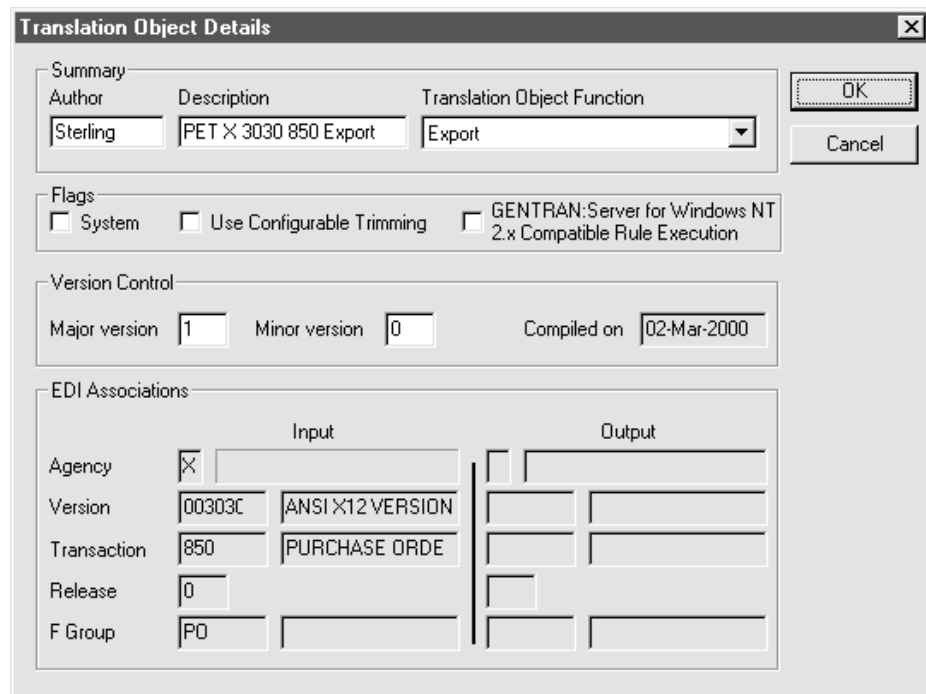 Translation Object Details
Summary
Author Description Translation Object Function
Sterling PET X 3030 850 Export Export
OK
Cancel
Flags
System Use Configurable Trimming GENTRAN:Server for Windows NT
2.x Compatible Rule Execution
Version Control
Major version 1 Minor version 0 Compiled on 02-Mar-2000
EDI Associations
Input Output
Agency X
Version 003030 ANSI X12 VERSION
Transaction 850 PURCHASE ORDE
Release 0
F Group PO